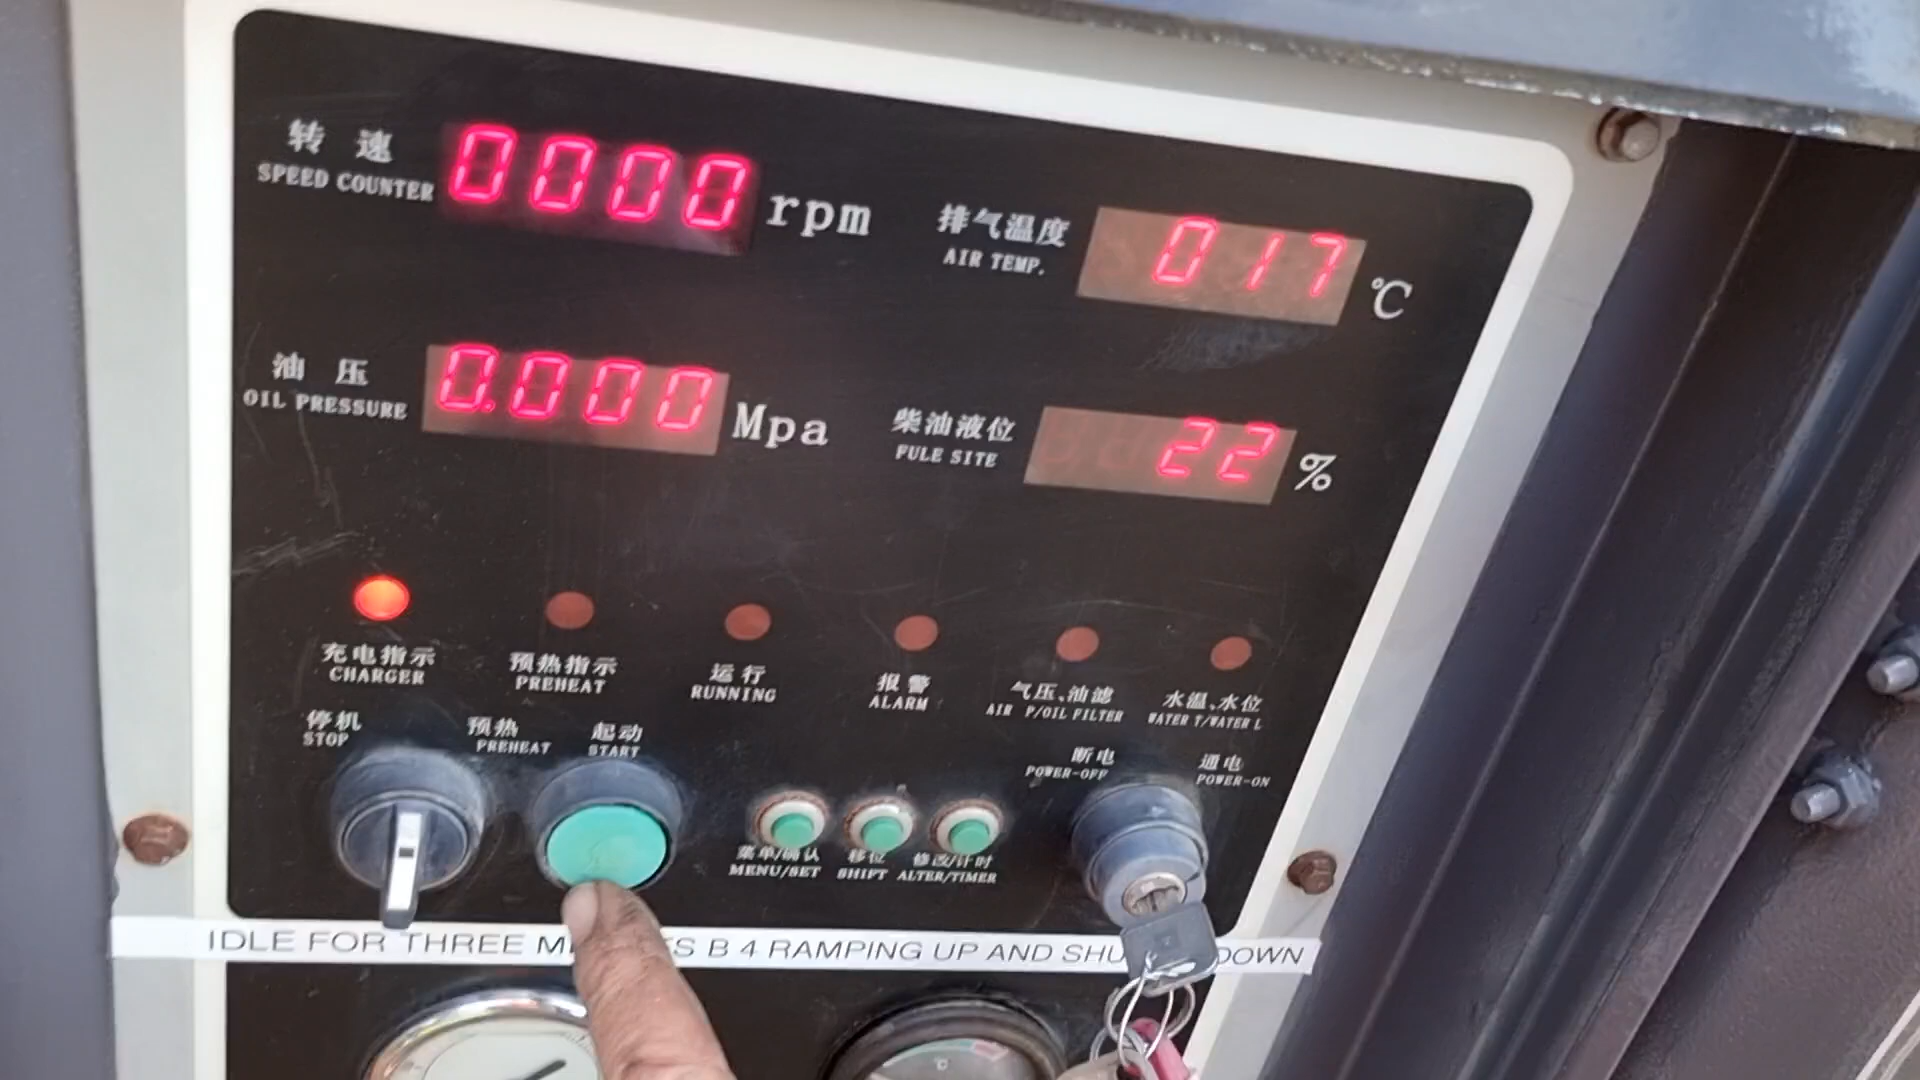 转 速
SPEED COUNTER
0000
rpm
排气温度
AIR TEMP.
017
℃
油 压
OIL PRESSURE
0.000
Mpa
柴油液位
FULE SITE
22
%
充电指示
CHARGER
预热指示
PREHEAT
运行
RUNNING
报警
ALARM
气压、油滤
AIR P/OIL FILTER
水温、水位
WATER T/WATER L
停机
STOP
预热
PREHEAT
起动
START
断电
POWER-OFF
通电
POWER-ON
菜单/确认
MENU/SET
移位
SHIFT
修改/计时
ALTER/TIMER
IDLE FOR THREE B 4 RAMPING UP AND DOWN